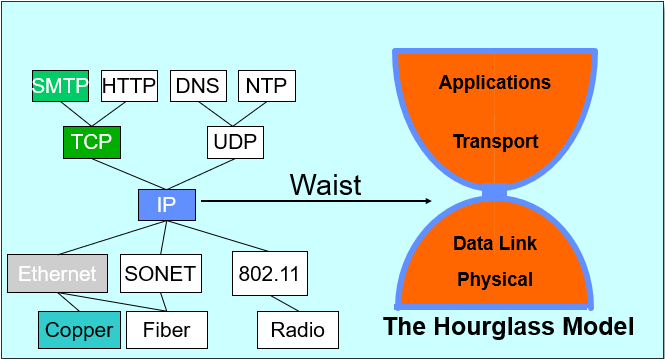 SMTP HTTP DNS NTP
Applications
TCP UDP
Transport
Waist
IP
Data Link
Ethernet SONET 802.11
Physical
Copper Fiber Radio
The Hourglass Model